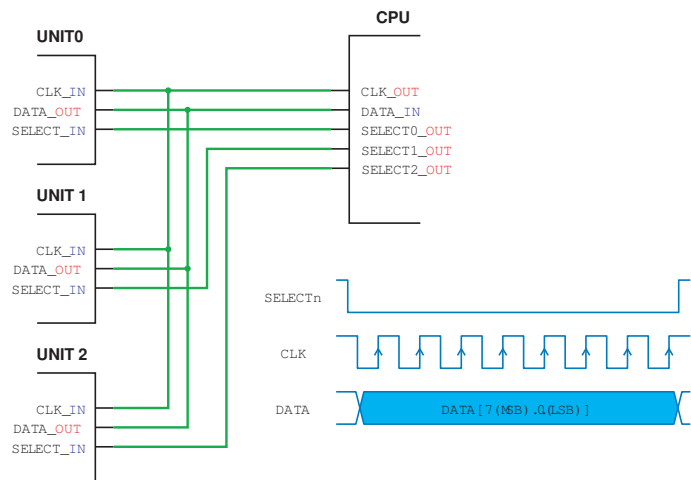 UNIT0
CLK_IN
DATA_OUT
SELECT_IN
UNIT 1
CLK_IN
DATA_OUT
SELECT_IN
UNIT 2
CLK_IN
DATA_OUT
SELECT_IN
CPU
CLK_OUT
DATA_IN
SELECT0_OUT
SELECT1_OUT
SELECT2_OUT
SELECTn
CLK
DATA
DATA[7(MSB)..0(LSB)]